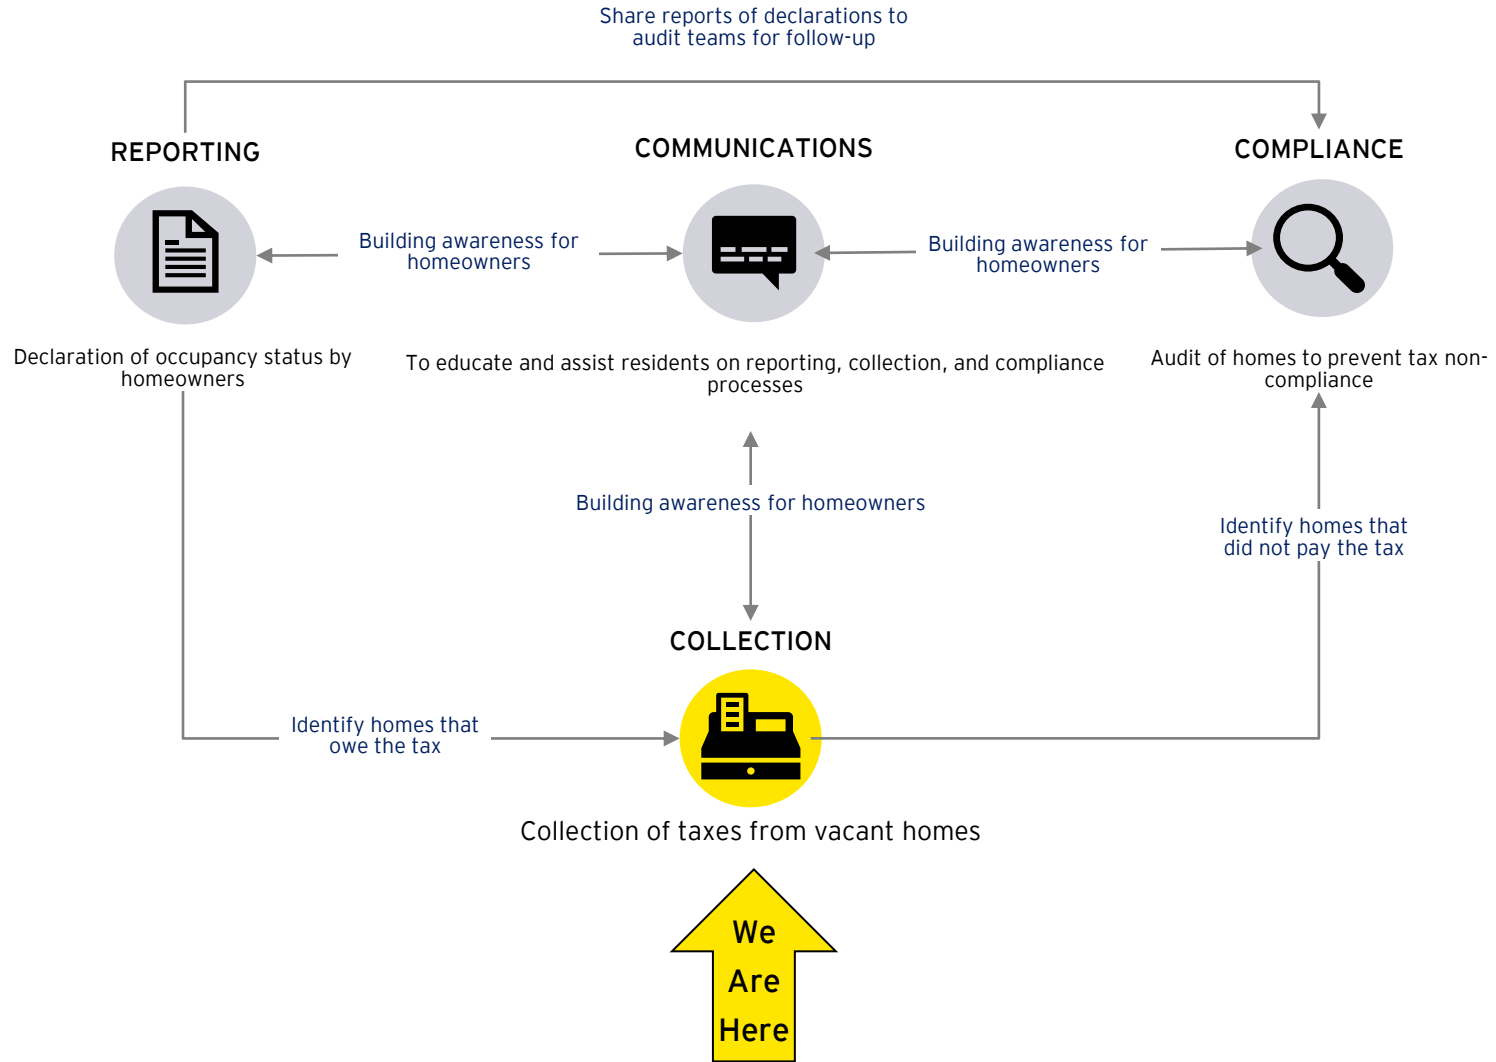 Share reports of declarations to
audit teams for follow-up
REPORTING
COMMUNICATIONS
COMPLIANCE
Building awareness for
homeowners
Building awareness for
homeowners
Declaration of occupancy status by
homeowners
To educate and assist residents on reporting, collection, and compliance
processes
Audit of homes to prevent tax non-
compliance
Building awareness for homeowners
Identify homes that
did not pay the tax
COLLECTION
Identify homes that
owe the tax
Collection of taxes from vacant homes
We
Are
Here